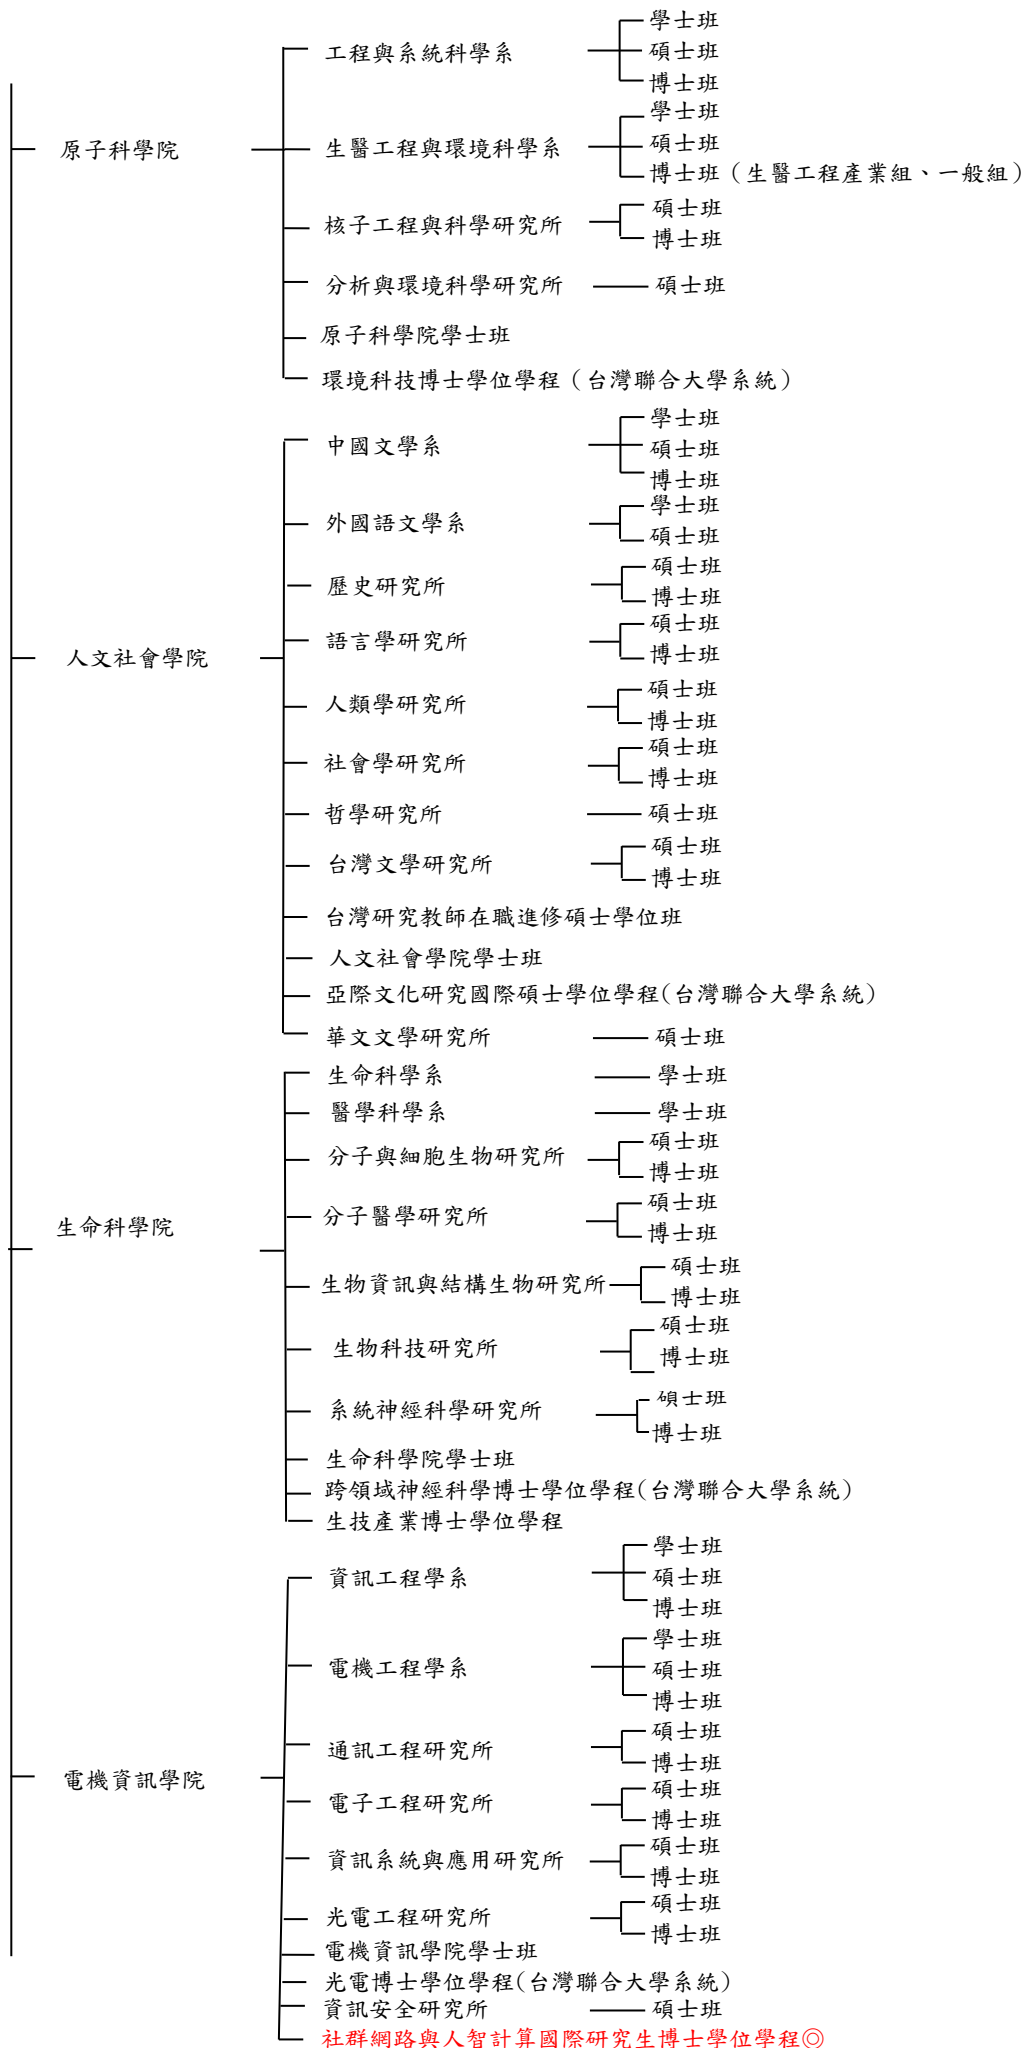 原子科學院
工程與系統科學系
學士班
碩士班
博士班
生醫工程與環境科學系
學士班
碩士班
博士班（生醫工程產業組、一般組）
核子工程與科學研究所
碩士班
博士班
分析與環境科學研究所
碩士班
原子科學院學士班
環境科技博士學位學程（台灣聯合大學系統）
人文社會學院
中國文學系
學士班
碩士班
博士班
外國語文學系
學士班
碩士班
歷史研究所
碩士班
博士班
語言學研究所
碩士班
博士班
人類學研究所
碩士班
博士班
社會學研究所
碩士班
博士班
哲學研究所
碩士班
台灣文學研究所
碩士班
博士班
台灣研究教師在職進修碩士學位班
人文社會學院學士班
亞際文化研究國際碩士學位學程(台灣聯合大學系統)
華文文學研究所
碩士班
生命科學院
生命科學系
學士班
醫學科學系
學士班
分子與細胞生物研究所
碩士班
博士班
分子醫學研究所
碩士班
博士班
生物資訊與結構生物研究所
碩士班
博士班
生物科技研究所
碩士班
博士班
系統神經科學研究所
碩士班
博士班
生命科學院學士班
跨領域神經科學博士學位學程(台灣聯合大學系統)
生技產業博士學位學程
電機資訊學院
資訊工程學系
學士班
碩士班
博士班
電機工程學系
學士班
碩士班
博士班
通訊工程研究所
碩士班
博士班
電子工程研究所
碩士班
博士班
資訊系統與應用研究所
碩士班
博士班
光電工程研究所
碩士班
博士班
電機資訊學院學士班
光電博士學位學程(台灣聯合大學系統)
資訊安全研究所
碩士班
社群網路與人智計算國際研究生博士學位學程◎